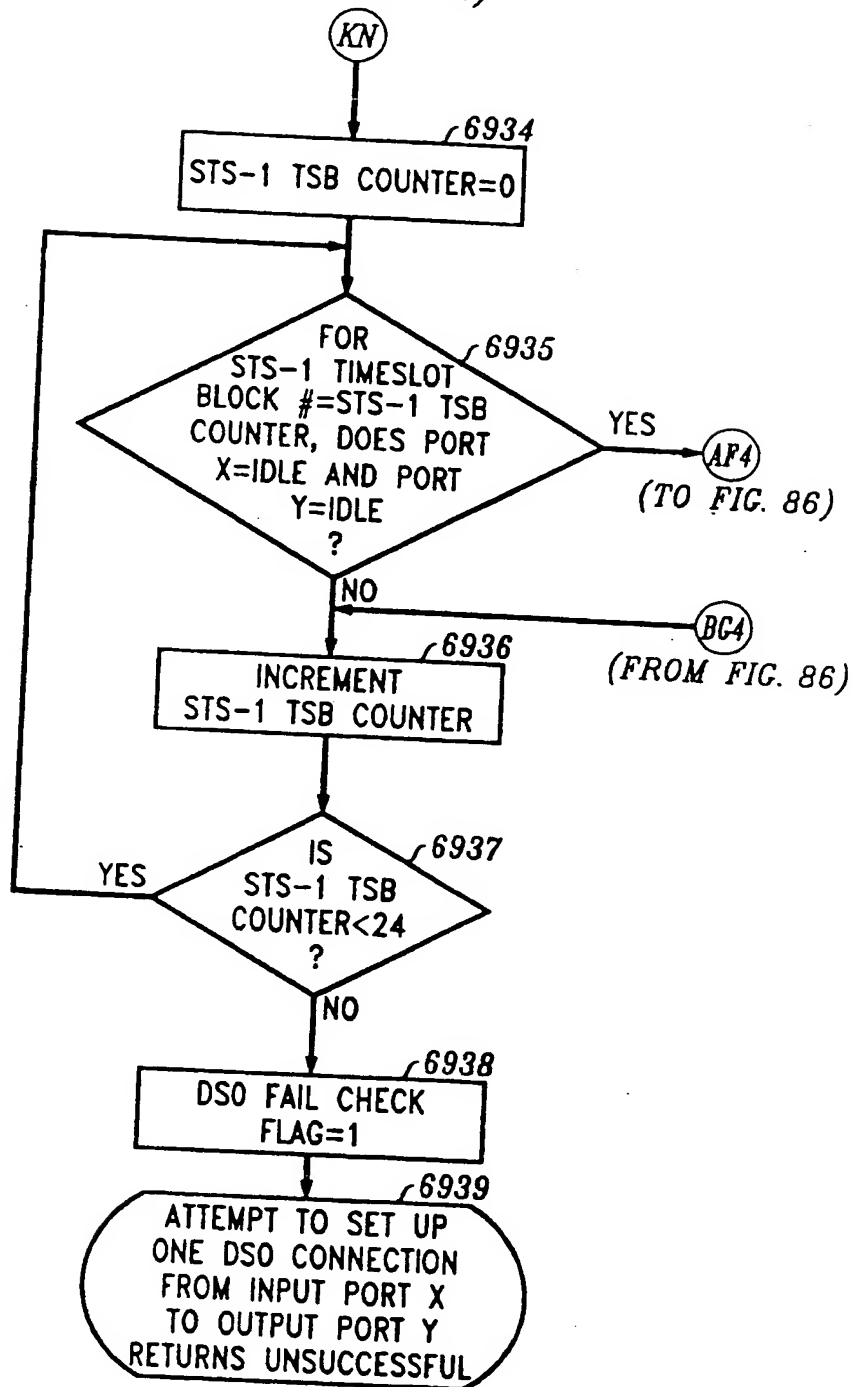 KN
6934
STS-1 TSB COUNTER=0
FOR
STS-1 TIMESLOT
BLOCK #=STS-1 TSB
COUNTER, DOES PORT
X=IDLE AND PORT
Y=IDLE
?
6935
YES
AF4
(TO FIG. 86)
NO
BG4
(FROM FIG. 86)
6936
INCREMENT
STS-1 TSB COUNTER
IS
STS-1 TSB
COUNTER<24
?
6937
YES
NO
6938
DS0 FAIL CHECK
FLAG=1
6939
ATTEMPT TO SET UP
ONE DS0 CONNECTION
FROM INPUT PORT X
TO OUTPUT PORT Y
RETURNS UNSUCCESSFUL